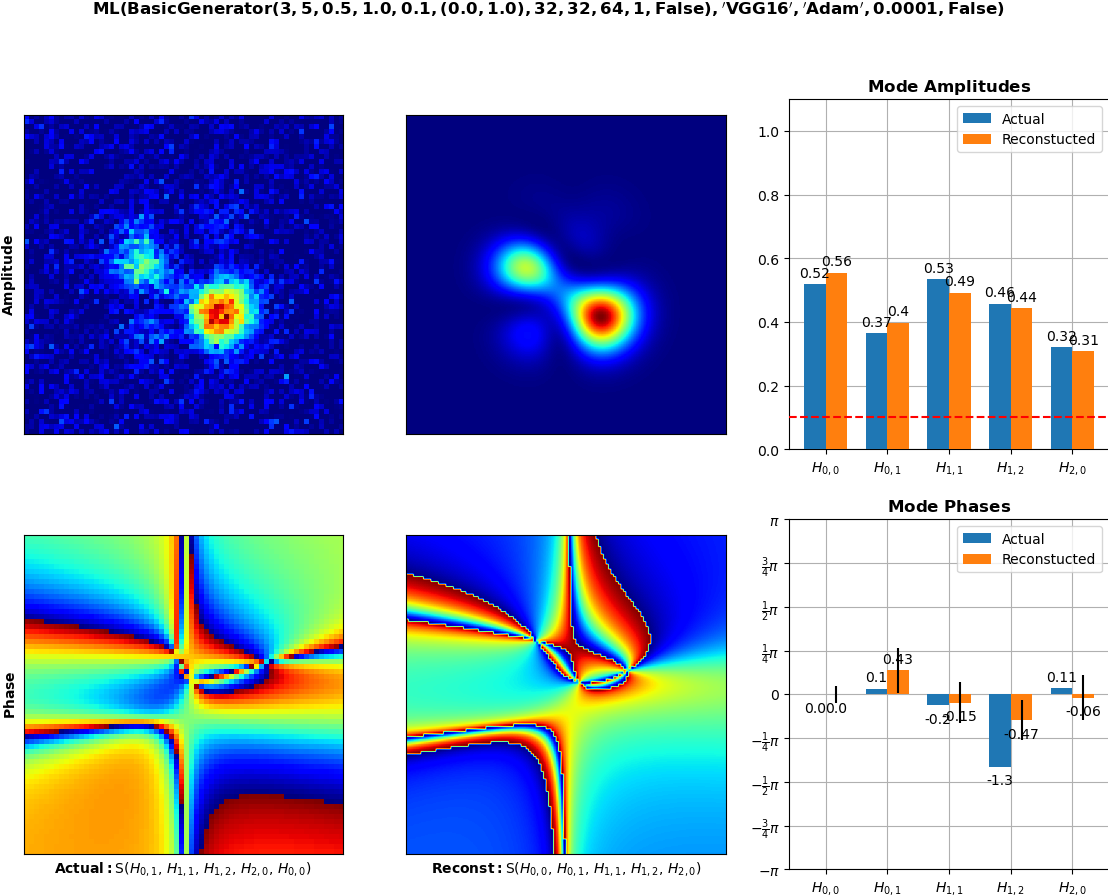 ML(BasicGenerator(3, 5, 0.5, 1.0, 0.1, (0.0, 1.0), 32, 32, 64, 1, False), ′VGG16′, ′Adam′, 0.0001, False)
Amplitude
Mode Amplitudes
Actual
Reconstucted
1.0
0.8
0.6
0.4
0.2
0.0
0.52
0.56
0.37
0.4
0.53
0.49
0.46
0.44
0.32
0.31
H0,0
H0,1
H1,1
H1,2
H2,0
Phase
Actual: S(H0,1, H1,1, H1,2, H2,0, H0,0)
Reconst: S(H0,0, H0,1, H1,1, H1,2, H2,0)
Mode Phases
Actual
Reconstucted
π
3/4π
1/2π
1/4π
0
−1/4π
−1/2π
−3/4π
−π
0.0
0.0
0.1
0.43
-0.2
-0.15
-1.3
-0.47
0.11
-0.06
H0,0
H0,1
H1,1
H1,2
H2,0